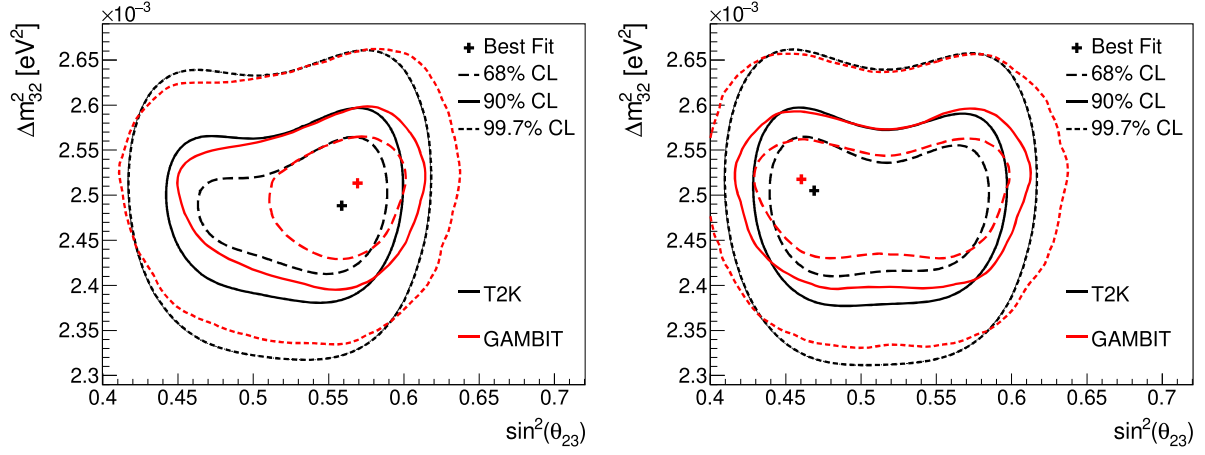 ×10⁻³
Δm²₃₂ [eV²]
2.65
2.6
2.55
2.5
2.45
2.4
2.35
2.3
Best Fit
68% CL
90% CL
99.7% CL
T2K
GAMBIT
0.4 0.45 0.5 0.55 0.6 0.65 0.7
sin²(θ₂₃)
×10⁻³
Δm²₃₂ [eV²]
2.65
2.6
2.55
2.5
2.45
2.4
2.35
2.3
Best Fit
68% CL
90% CL
99.7% CL
T2K
GAMBIT
0.4 0.45 0.5 0.55 0.6 0.65 0.7
sin²(θ₂₃)